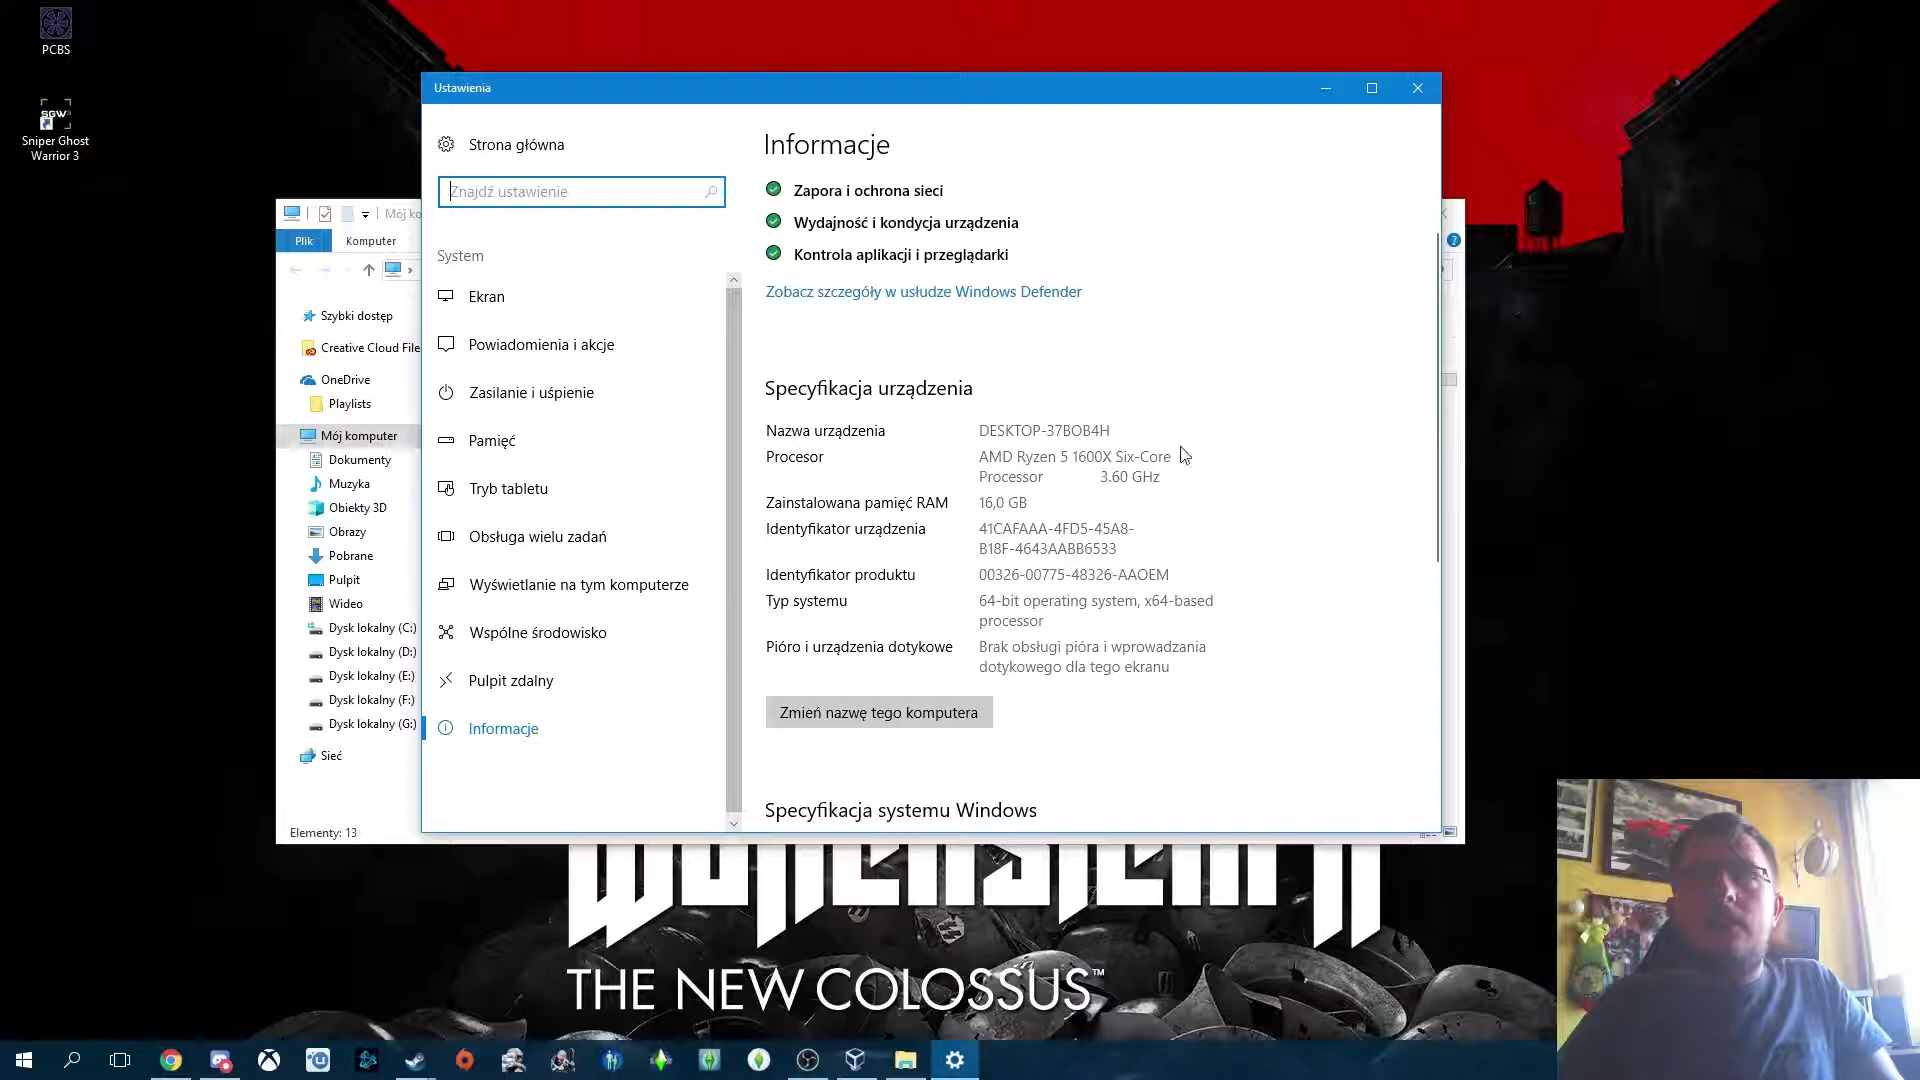 PCBS
SGW3
Sniper Ghost
Warrior 3
Mój ko
Plik
Komputer
Szybki dostęp
Creative Cloud File
OneDrive
Playlists
Mój komputer
Dokumenty
Muzyka
Obiekty 3D
Obrazy
Pobrane
Pulpit
Wideo
Dysk lokalny (C:)
Dysk lokalny (D:)
Dysk lokalny (E:)
Dysk lokalny (F:)
Dysk lokalny (G:)
Sieć
Elementy: 13
Ustawienia
Strona główna
Znajdź ustawienie
System
Ekran
Powiadomienia i akcje
Zasilanie i uśpienie
Pamięć
Tryb tabletu
Obsługa wielu zadań
Wyświetlanie na tym komputerze
Wspólne środowisko
Pulpit zdalny
Informacje
Informacje
Zapora i ochrona sieci
Wydajność i kondycja urządzenia
Kontrola aplikacji i przeglądarki
Zobacz szczegóły w usłudze Windows Defender
Specyfikacja urządzenia
Nazwa urządzenia DESKTOP-37BOB4H
Procesor AMD Ryzen 5 1600X Six-Core
Processor 3.60 GHz
Zainstalowana pamięć RAM 16,0 GB
Identyfikator urządzenia 41CAFAAA-4FD5-45A8-
B18F-4643AABB6533
Identyfikator produktu 00326-00775-48326-AAOEM
Typ systemu 64-bit operating system, x64-based
processor
Pióro i urządzenia dotykowe Brak obsługi pióra i wprowadzania
dotykowego dla tego ekranu
Zmień nazwę tego komputera
Specyfikacja systemu Windows
Wolfenstein II
THE NEW COLOSSUS™